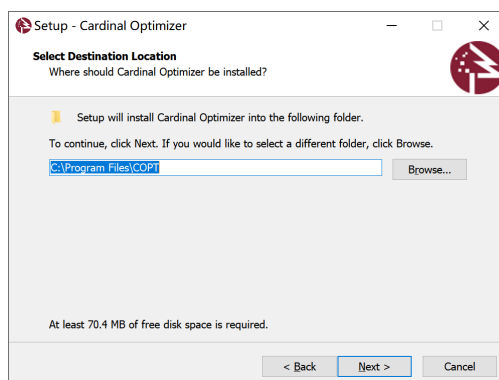 Setup - Cardinal Optimizer
Select Destination Location
Where should Cardinal Optimizer be installed?
Setup will install Cardinal Optimizer into the following folder.
To continue, click Next. If you would like to select a different folder, click Browse.
C:\Program Files\COPT
Browse...
At least 70.4 MB of free disk space is required.
< Back
Next >
Cancel